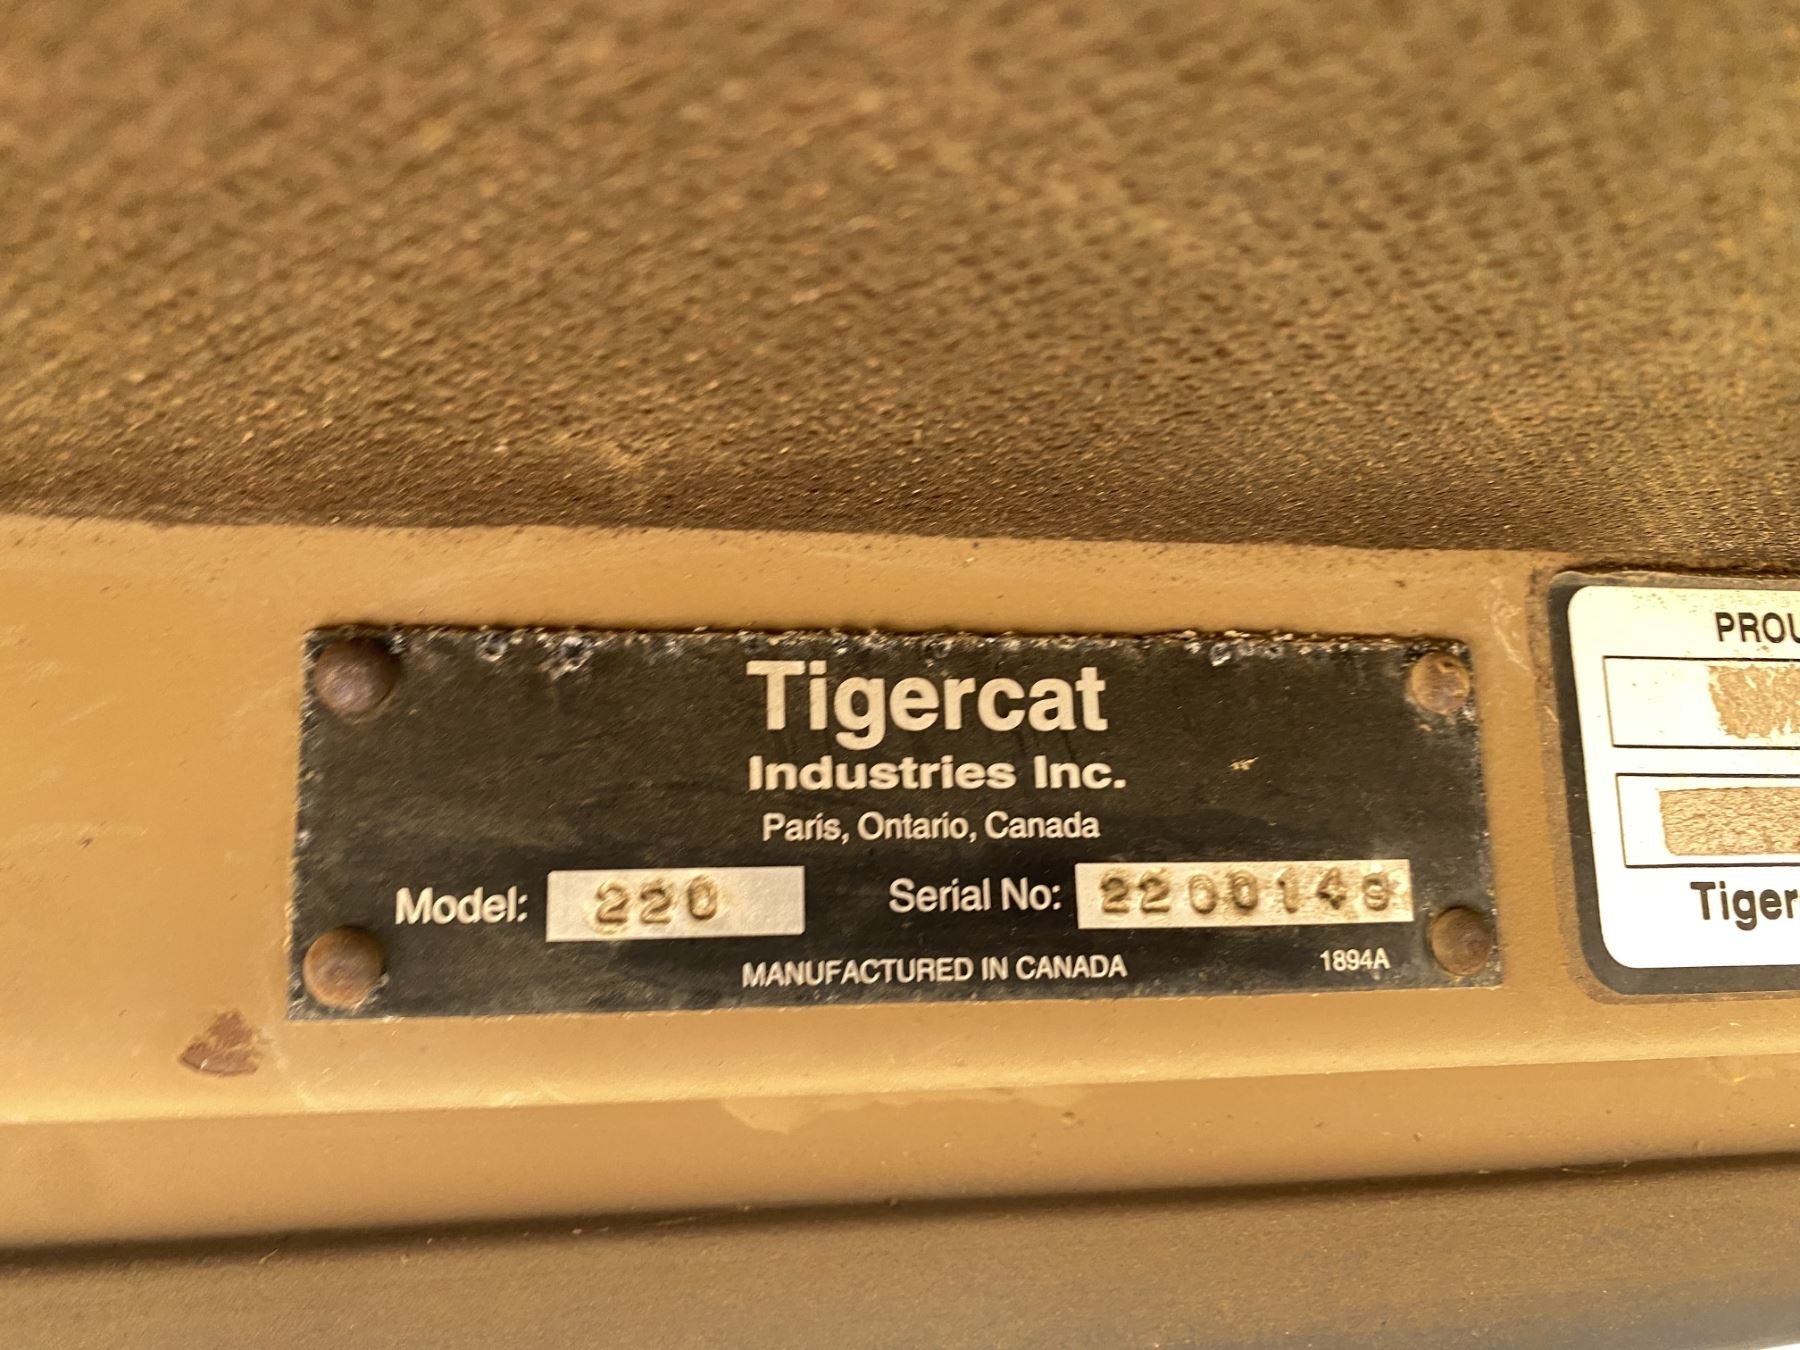 Tigercat
Industries Inc.
Paris, Ontario, Canada
Model: 220
Serial No: 2200149
MANUFACTURED IN CANADA
1894A
PROU
Tiger